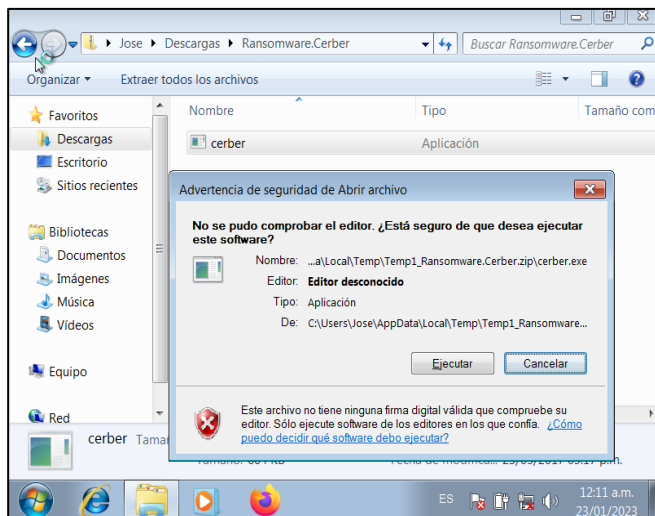 Jose ▸ Descargas ▸ Ransomware.Cerber
Buscar Ransomware.Cerber
Organizar
Extraer todos los archivos
Favoritos
Descargas
Escritorio
Sitios recientes
Bibliotecas
Documentos
Imágenes
Música
Vídeos
Equipo
Red
Nombre
Tipo
Tamaño com
cerber
Aplicación
Advertencia de seguridad de Abrir archivo
No se pudo comprobar el editor. ¿Está seguro de que desea ejecutar
este software?
Nombre: ...a\Local\Temp\Temp1_Ransomware.Cerber.zip\cerber.exe
Editor: Editor desconocido
Tipo: Aplicación
De: C:\Users\Jose\AppData\Local\Temp\Temp1_Ransomware...
Ejecutar
Cancelar
Este archivo no tiene ninguna firma digital válida que compruebe su
editor. Sólo ejecute software de los editores en los que confía. ¿Cómo
puedo decidir qué software debo ejecutar?
cerber
p.m.
ES
12:11 a.m.
23/01/2023